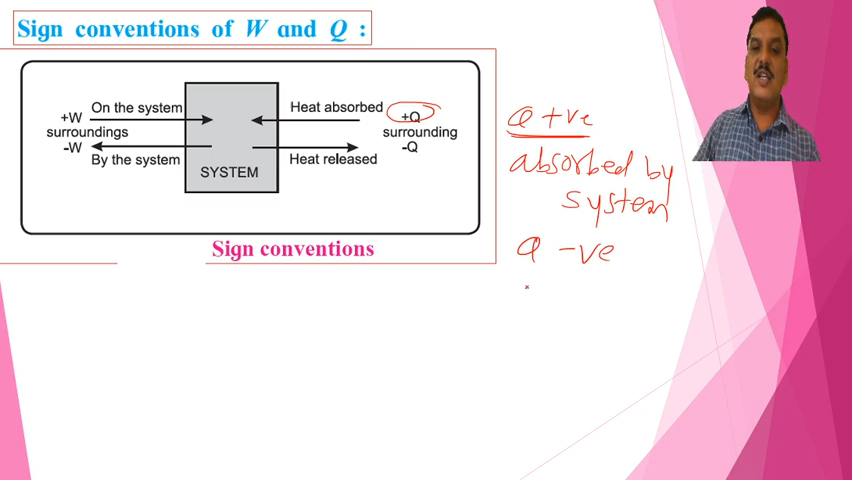 Sign conventions of W and Q :
+W
On the system
surroundings
-W
By the system
SYSTEM
Heat absorbed
+Q
surrounding
Heat released
-Q
Sign conventions
Q +ve
absorbed by
system
Q -ve